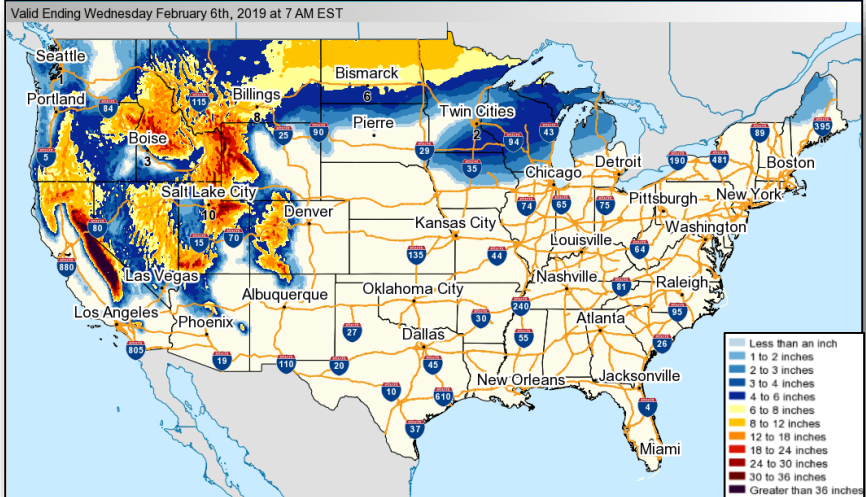 Valid Ending Wednesday February 6th, 2019 at 7 AM EST
Seattle
1
Portland
84
115
Billings
8
Bismarck
6
Twin Cities
2
94
43
395
Boise
3
5
25
90
Pierre
29
35
89
190
481
Boston
Detroit
Chicago
Salt Lake City
10
80
15
70
Denver
74
65
75
Pittsburgh
New York
Washington
Kansas City
135
44
Louisville
64
880
Las Vegas
Albuquerque
Oklahoma City
Nashville
81
Raleigh
95
240
30
Los Angeles
Phoenix
27
Dallas
55
Atlanta
26
805
19
110
20
45
10
610
New Orleans
Jacksonville
4
37
Miami
Less than an inch
1 to 2 inches
2 to 3 inches
3 to 4 inches
4 to 6 inches
6 to 8 inches
8 to 12 inches
12 to 18 inches
18 to 24 inches
24 to 30 inches
30 to 36 inches
Greater than 36 inches